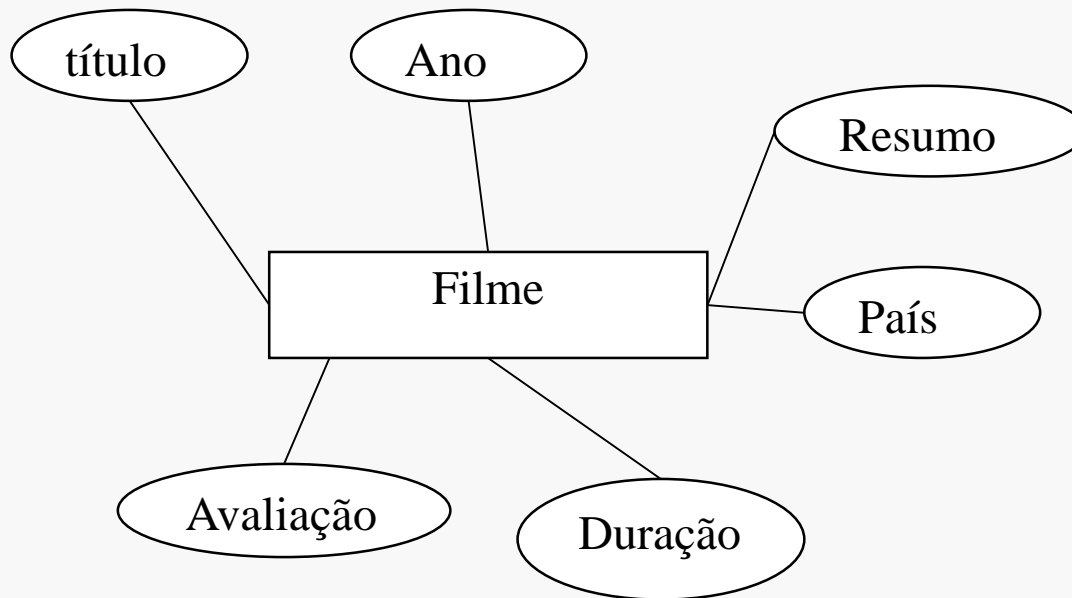 título
Ano
Resumo
Filme
País
Avaliação
Duração